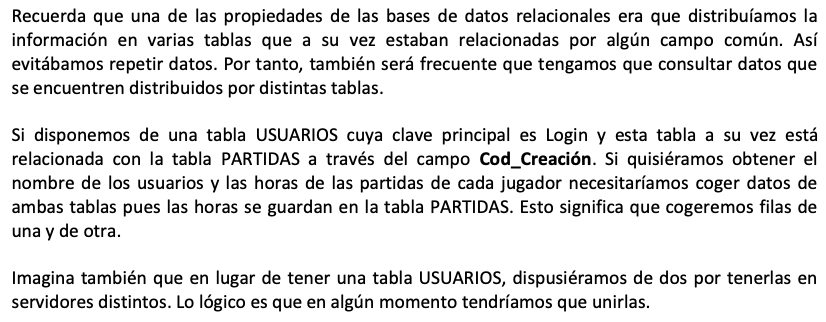 Recuerda que una de las propiedades de las bases de datos relacionales era que distribuíamos la
información en varias tablas que a su vez estaban relacionadas por algún campo común. Así
evitábamos repetir datos. Por tanto, también será frecuente que tengamos que consultar datos que
se encuentren distribuidos por distintas tablas.
Si disponemos de una tabla USUARIOS cuya clave principal es Login y esta tabla a su vez está
relacionada con la tabla PARTIDAS a través del campo Cod_Creación. Si quisiéramos obtener el
nombre de los usuarios y las horas de las partidas de cada jugador necesitaríamos coger datos de
ambas tablas pues las horas se guardan en la tabla PARTIDAS. Esto significa que cogeremos filas de
una y de otra.
Imagina también que en lugar de tener una tabla USUARIOS, dispusiéramos de dos por tenerlas en
servidores distintos. Lo lógico es que en algún momento tendríamos que unirlas.